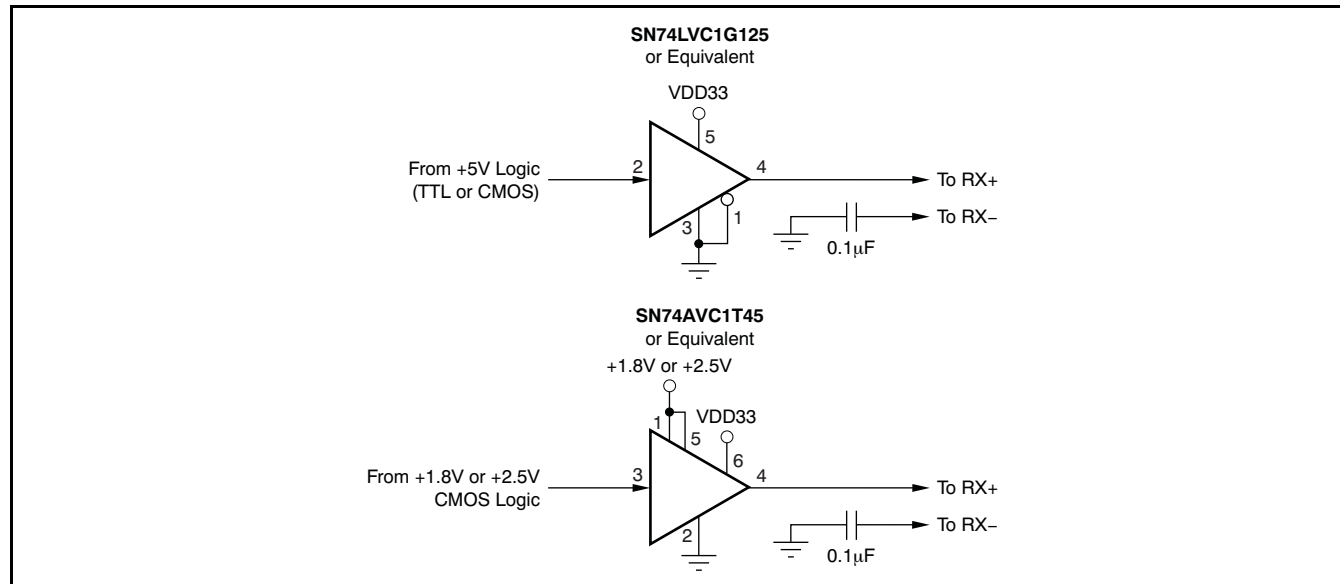 SN74LVC1G125
or Equivalent
VDD33
5
From +5V Logic
(TTL or CMOS)
2
4
To RX+
1
3
To RX−
0.1μF
SN74AVC1T45
or Equivalent
+1.8V or +2.5V
1
5
VDD33
6
From +1.8V or +2.5V
CMOS Logic
3
4
To RX+
2
To RX−
0.1μF